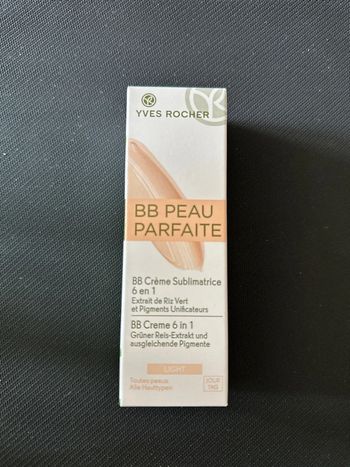 YVES ROCHER
BB PEAU
PARFAITE
BB Crème Sublimatrice
6 en 1
Extrait de Riz Vert
et Pigments Unificateurs
BB Creme 6 in 1
Grüner Reis-Extrakt und
ausgleichende Pigmente
LIGHT
Toutes peaux
Alle Hauttypen
JOUR
TAG